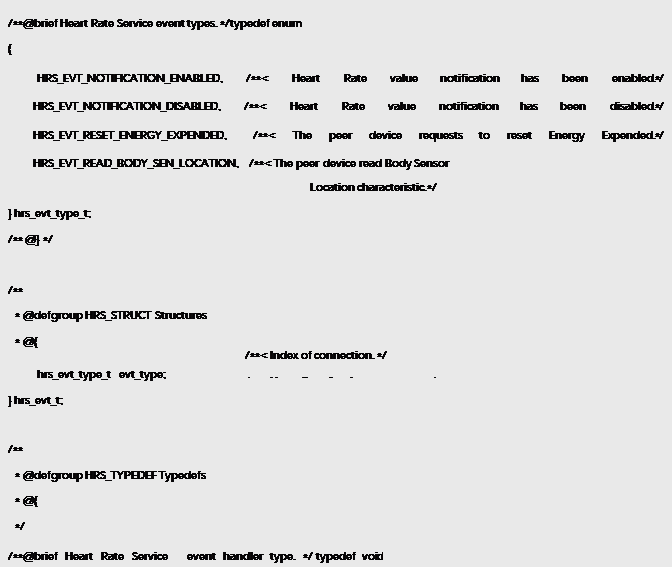 /**@brief Heart Rate Service event types. */typedef enum
{
HRS_EVT_NOTIFICATION_ENABLED, /**< Heart Rate value notification has been enabled.*/
HRS_EVT_NOTIFICATION_DISABLED, /**< Heart Rate value notification has been disabled.*/
HRS_EVT_RESET_ENERGY_EXPENDED, /**< The peer device requests to reset Energy Expended.*/
HRS_EVT_READ_BODY_SEN_LOCATION, /**< The peer device read Body Sensor
Location characteristic.*/
} hrs_evt_type_t;
/** @} */
/**
* @defgroup HRS_STRUCT Structures
* @{
/**< Index of connection. */
hrs_evt_type_t evt_type;
} hrs_evt_t;
/**
* @defgroup HRS_TYPEDEF Typedefs
* @{
*/
/**@brief Heart Rate Service event handler type. */ typedef void